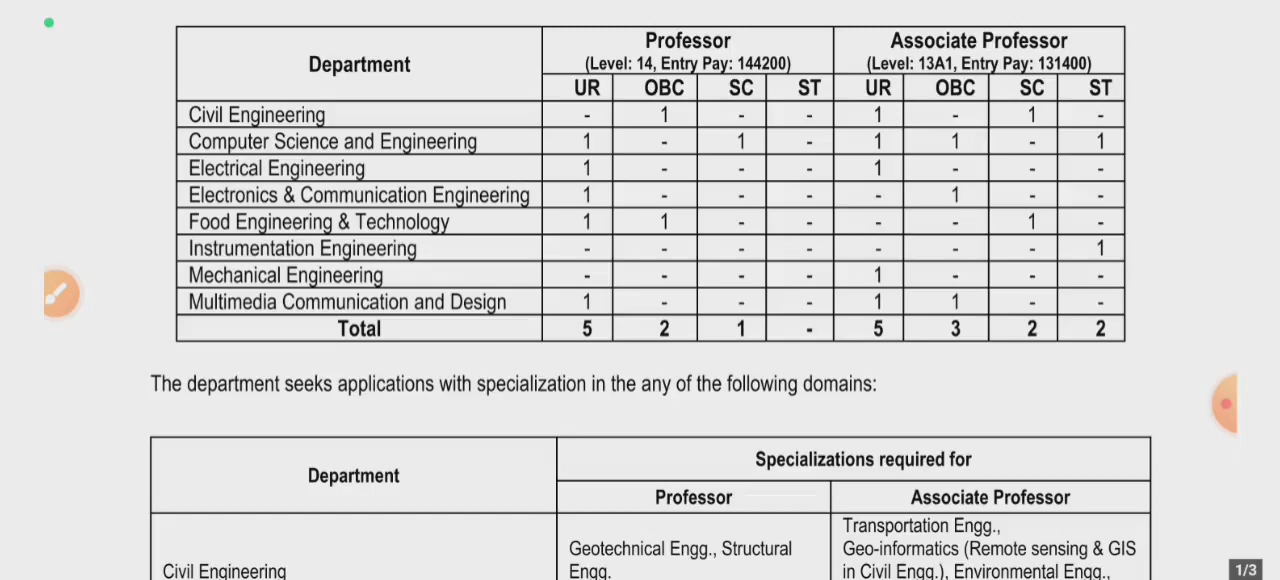 Department Professor Associate Professor
(Level: 14, Entry Pay: 144200) (Level: 13A1, Entry Pay: 131400)
UR OBC SC ST UR OBC SC ST
Civil Engineering - 1 - - 1 - 1 -
Computer Science and Engineering 1 - 1 - 1 1 - 1
Electrical Engineering 1 - - - 1 - - -
Electronics & Communication Engineering 1 - - - - 1 - -
Food Engineering & Technology 1 1 - - - - 1 -
Instrumentation Engineering - - - - - - - 1
Mechanical Engineering - - - - 1 - - -
Multimedia Communication and Design 1 - - - 1 1 - -
Total 5 2 1 - 5 3 2 2
The department seeks applications with specialization in the any of the following domains:
Department Specializations required for
Professor Associate Professor
Civil Engineering Geotechnical Engg., Structural Engg. Transportation Engg.,
Geo-informatics (Remote sensing & GIS
in Civil Engg.), Environmental Engg.,
1/3